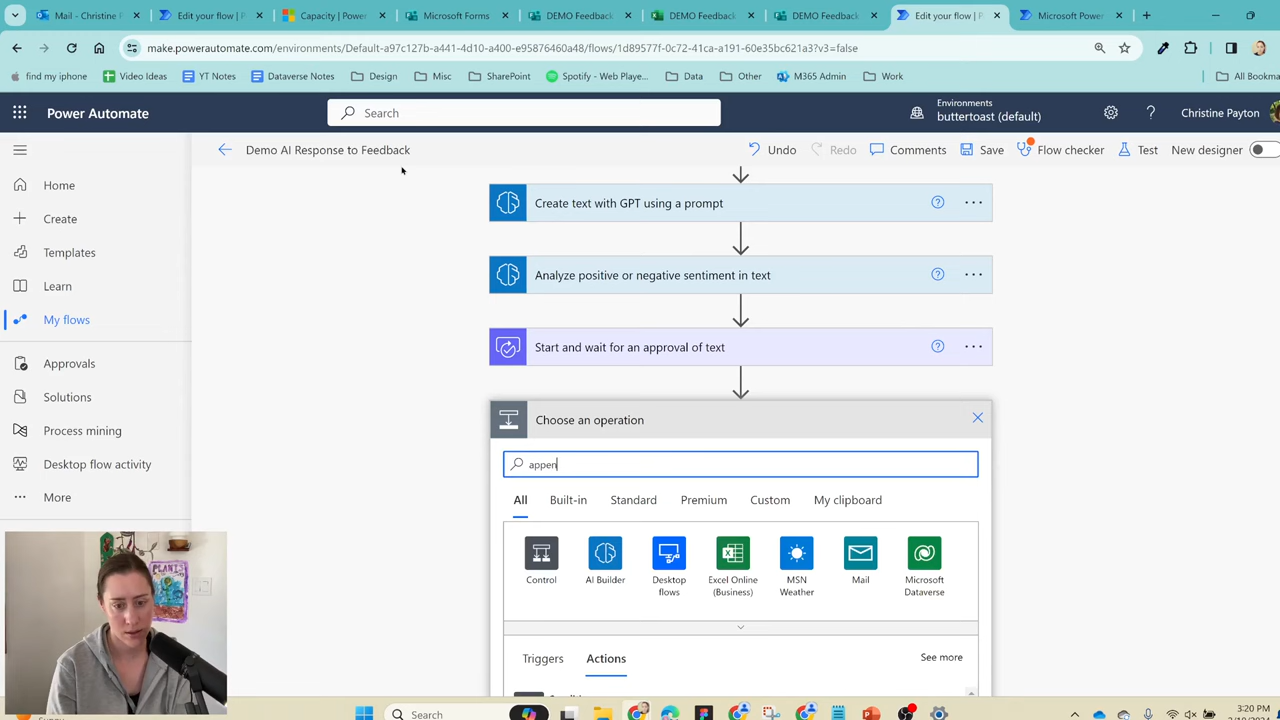 Mail - Christine
Edit your flow | P
Capacity | Power
Microsoft Forms
DEMO Feedback
DEMO Feedback
DEMO Feedback
Edit your flow | P
Microsoft Power
make.powerautomate.com/environments/Default-a97c127b-a441-4d10-a400-e95876460a48/flows/1d89577f-0c72-41ca-a191-60e35bc621a3?v3=false
find my iphone
Video Ideas
YT Notes
Dataverse Notes
Design
Misc
SharePoint
Spotify - Web Playe...
Data
Other
M365 Admin
Work
All Bookma
Power Automate
Search
Environments
buttertoast (default)
Christine Payton
Demo AI Response to Feedback
Undo
Redo
Comments
Save
Flow checker
Test
New designer
Home
Create
Templates
Learn
My flows
Approvals
Solutions
Process mining
Desktop flow activity
More
Create text with GPT using a prompt
Analyze positive or negative sentiment in text
Start and wait for an approval of text
Choose an operation
appen
All
Built-in
Standard
Premium
Custom
My clipboard
Control
AI Builder
Desktop
flows
Excel Online
(Business)
MSN
Weather
Mail
Microsoft
Dataverse
Triggers
Actions
See more
Search
3:20 PM